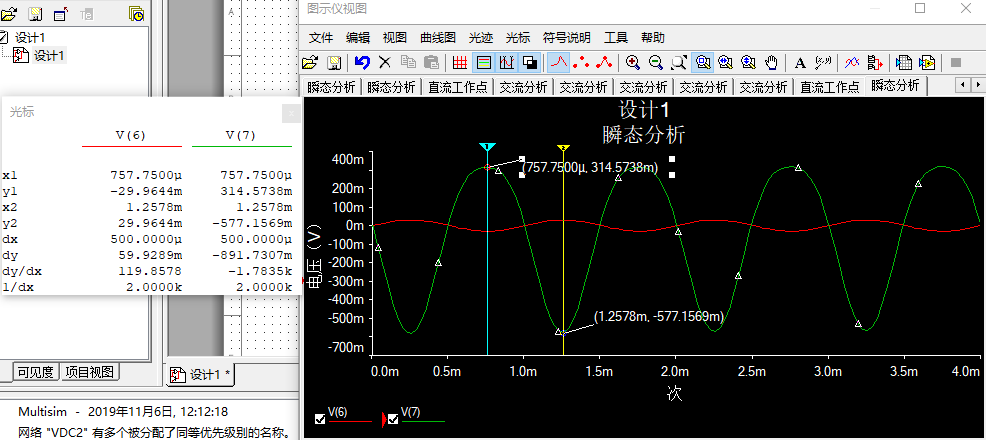 设计1
设计1
光标
V(6) V(7)
x1 757.7500µ 757.7500µ
y1 -29.9644m 314.5738m
x2 1.2578m 1.2578m
y2 29.9644m -577.1569m
dx 500.0000µ 500.0000µ
dy 59.9289m -891.7307m
dy/dx 119.8578 -1.7835k
1/dx 2.0000k 2.0000k
可见度 项目视图
设计1 *
Multisim - 2019年11月6日, 12:12:18
网络 "VDC2" 有多个被分配了同等优先级别的名称。
图示仪视图
文件 编辑 视图 曲线图 光迹 光标 符号说明 工具 帮助
瞬态分析 瞬态分析 直流工作点 交流分析 交流分析 交流分析 交流分析 直流工作点 瞬态分析
设计1
瞬态分析
1 2
(757.7500µ, 314.5738m)
(1.2578m, -577.1569m)
电压 (V)
400m
200m
100m
0m
-100m
-200m
-300m
-400m
-500m
-700m
0.0m 0.5m 1.0m 1.5m 2.0m 2.5m 3.0m 3.5m 4.0m
次
V(6) V(7)